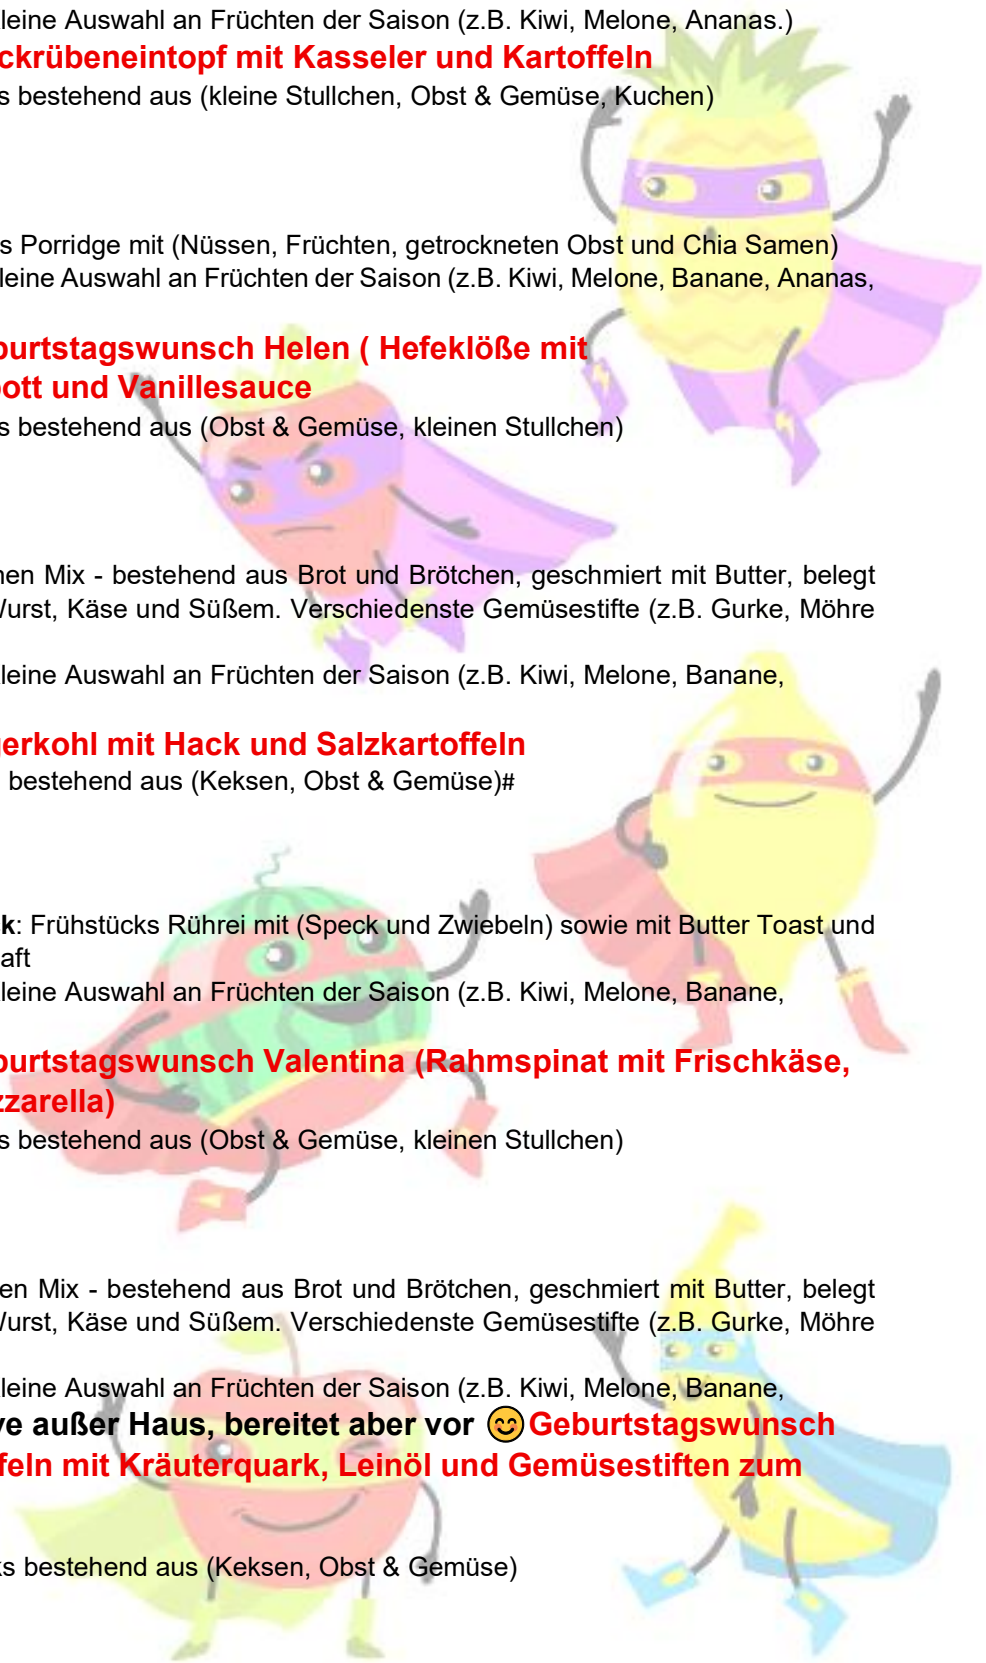 leine Auswahl an Früchten der Saison (z.B. Kiwi, Melone, Ananas.)
ckrübeneintopf mit Kasseler und Kartoffeln
s bestehend aus (kleine Stullchen, Obst & Gemüse, Kuchen)
s Porridge mit (Nüssen, Früchten, getrockneten Obst und Chia Samen)
leine Auswahl an Früchten der Saison (z.B. Kiwi, Melone, Banane, Ananas,
burtstagswunsch Helen ( Hefeklöße mit
pott und Vanillesauce
s bestehend aus (Obst & Gemüse, kleinen Stullchen)
hen Mix - bestehend aus Brot und Brötchen, geschmiert mit Butter, belegt
Wurst, Käse und Süßem. Verschiedenste Gemüsestifte (z.B. Gurke, Möhre
leine Auswahl an Früchten der Saison (z.B. Kiwi, Melone, Banane,
gerkohl mit Hack und Salzkartoffeln
bestehend aus (Keksen, Obst & Gemüse)#
k: Frühstücks Rührei mit (Speck und Zwiebeln) sowie mit Butter Toast und
aft
leine Auswahl an Früchten der Saison (z.B. Kiwi, Melone, Banane,
burtstagswunsch Valentina (Rahmspinat mit Frischkäse,
zzarella)
s bestehend aus (Obst & Gemüse, kleinen Stullchen)
en Mix - bestehend aus Brot und Brötchen, geschmiert mit Butter, belegt
Wurst, Käse und Süßem. Verschiedenste Gemüsestifte (z.B. Gurke, Möhre
leine Auswahl an Früchten der Saison (z.B. Kiwi, Melone, Banane,
ve außer Haus, bereitet aber vor 😊Geburtstagswunsch
ffeln mit Kräuterquark, Leinöl und Gemüsestiften zum
ks bestehend aus (Keksen, Obst & Gemüse)